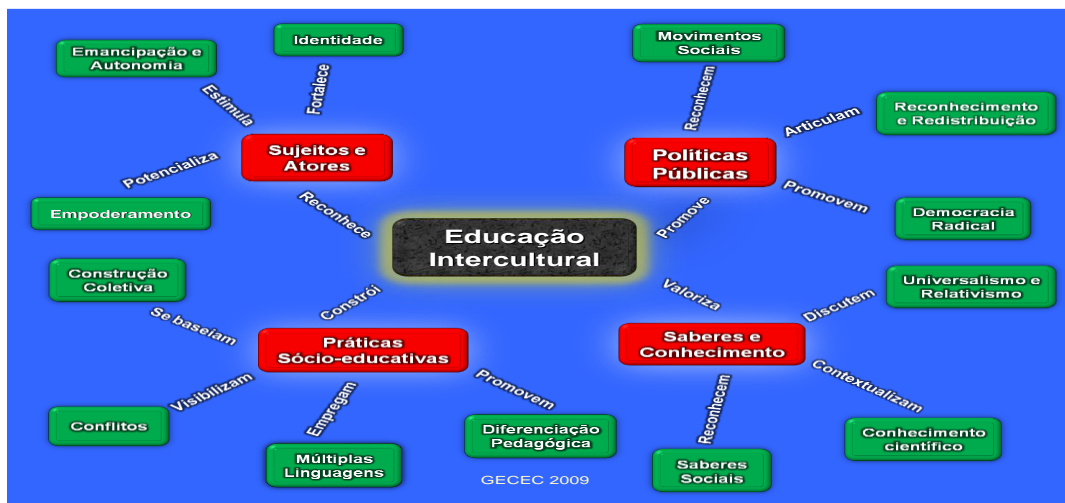 Emancipação e
Autonomia
Identidade
Estimula
Fortalece
Sujeitos e
Atores
Potencializa
Empoderamento
Reconhece
Movimentos
Sociais
Reconhecem
Articulam
Reconhecimento
e Redistribuição
Políticas
Públicas
Promovem
Democracia
Radical
Promove
Educação
Intercultural
Construção
Coletiva
Se baseiam
Constrói
Práticas
Sócio-educativas
Visibilizam
Conflitos
Empregam
Múltiplas
Linguagens
Promovem
Diferenciação
Pedagógica
Valoriza
Universalismo e
Relativismo
Discutem
Saberes e
Conhecimento
Contextualizam
Conhecimento
científico
Reconhecem
Saberes
Sociais
GECEC 2009